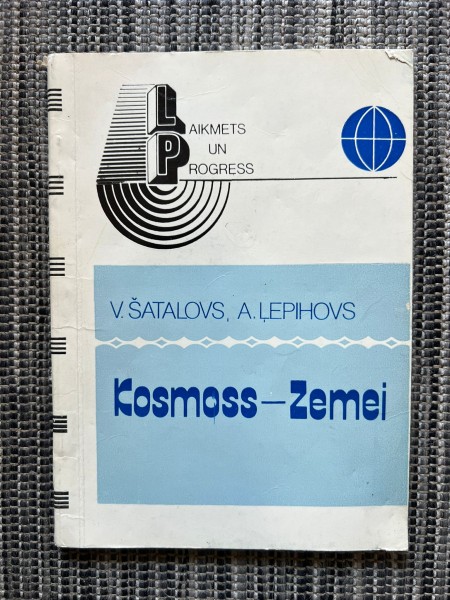 LAIKMETS
UN
PROGRESS
V. ŠATALOVS, A. ĻEPIHOVS
Kosmoss—Zemei